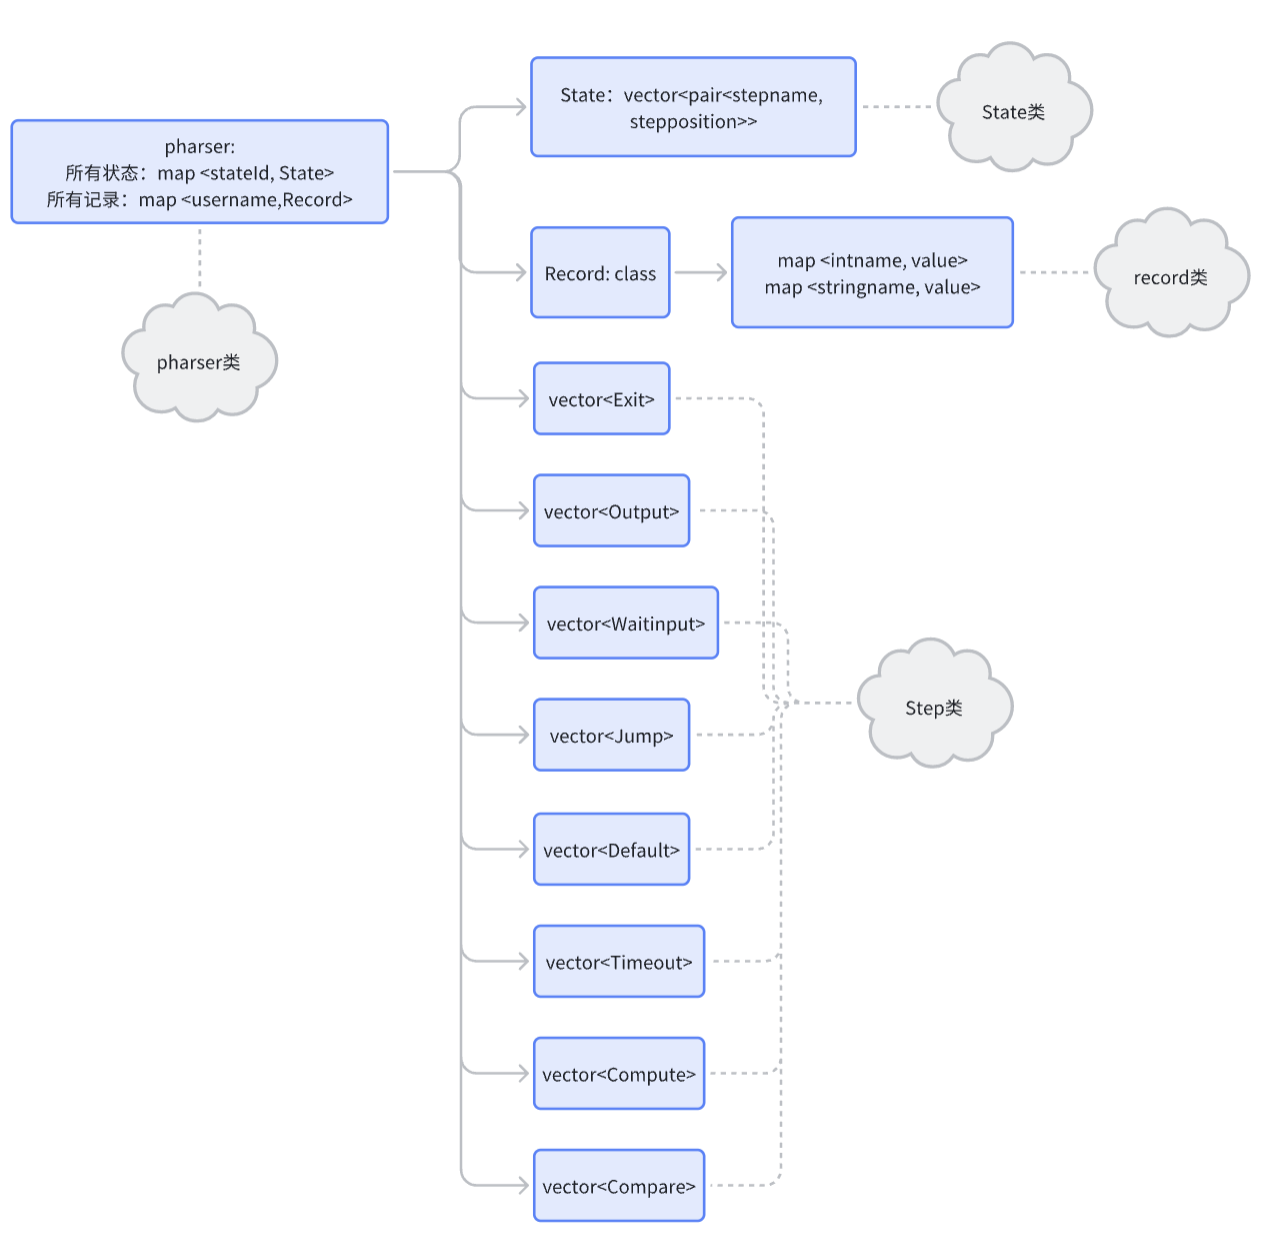 pharser:
所有状态：map <stateId, State>
所有记录：map <username,Record>
pharser类
State：vector<pair<stepname,
stepposition>>
State类
Record: class
map <intname, value>
map <stringname, value>
record类
vector<Exit>
vector<Output>
vector<Waitinput>
vector<Jump>
vector<Default>
vector<Timeout>
vector<Compute>
vector<Compare>
Step类